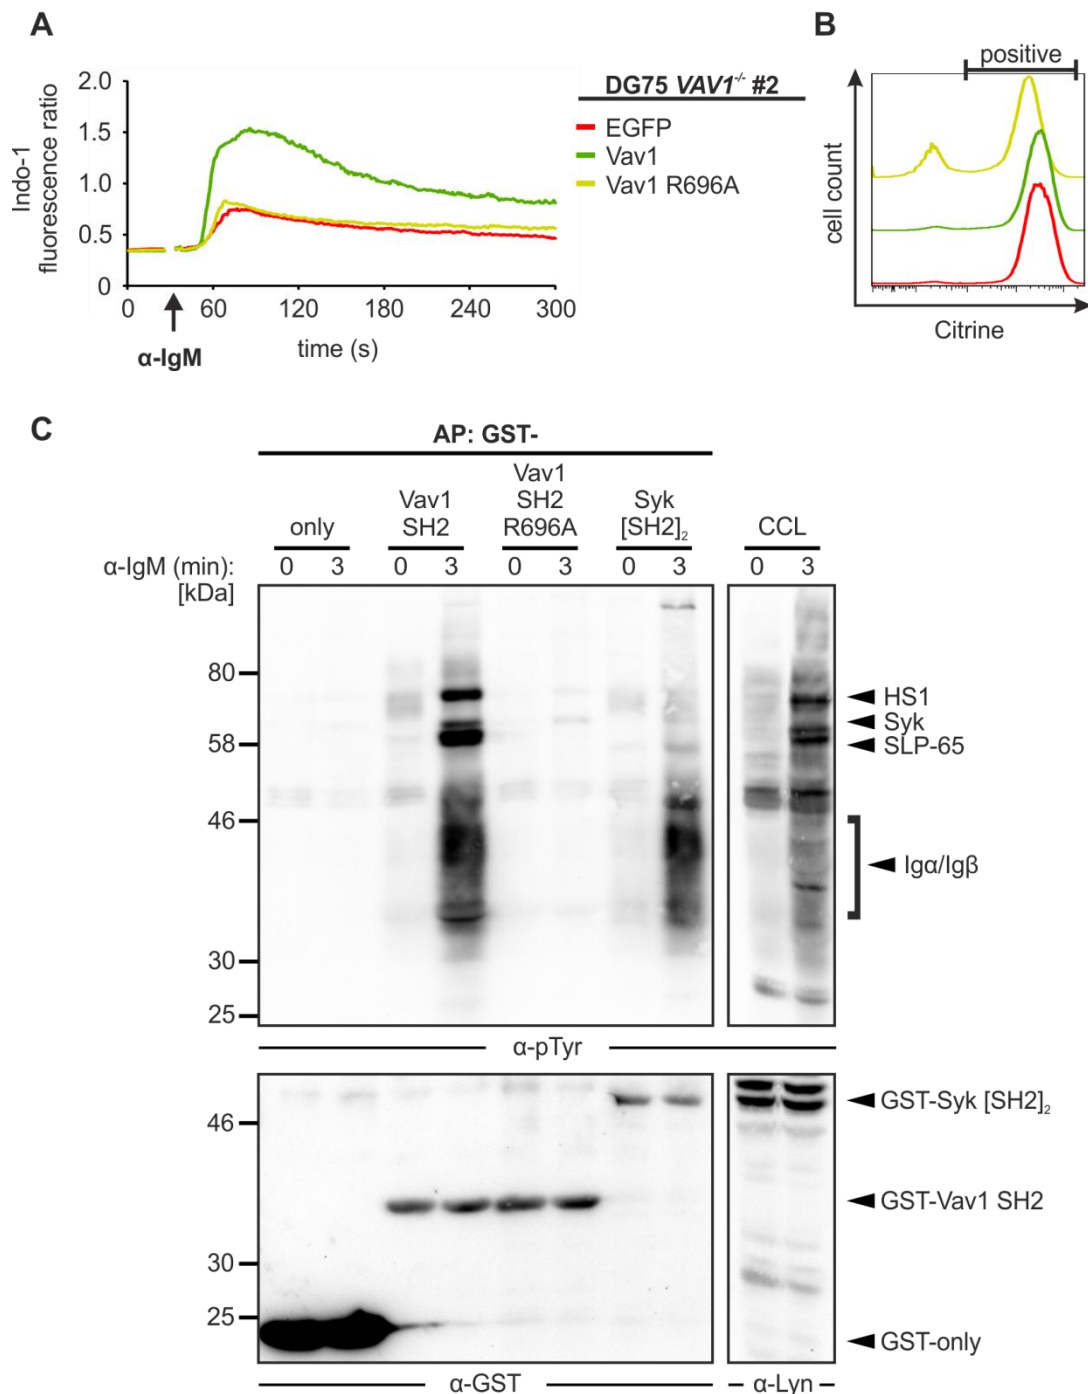 A
B
2.0
1.5
1.0
0.5
0
Indo-1
fluorescence ratio
0 60 120 180 240 300
α-IgM
time (s)
DG75 VAV1-/- #2
EGFP
Vav1
Vav1 R696A
positive
cell count
Citrine
C
AP: GST-
only
Vav1
SH2
Vav1
SH2
R696A
Syk
[SH2]2
CCL
α-IgM (min): 0 3 0 3 0 3 0 3 0 3
[kDa]
80
58
46
30
25
HS1
Syk
SLP-65
Igα/Igβ
α-pTyr
46
30
25
GST-Syk [SH2]2
GST-Vav1 SH2
GST-only
α-GST
α-Lyn